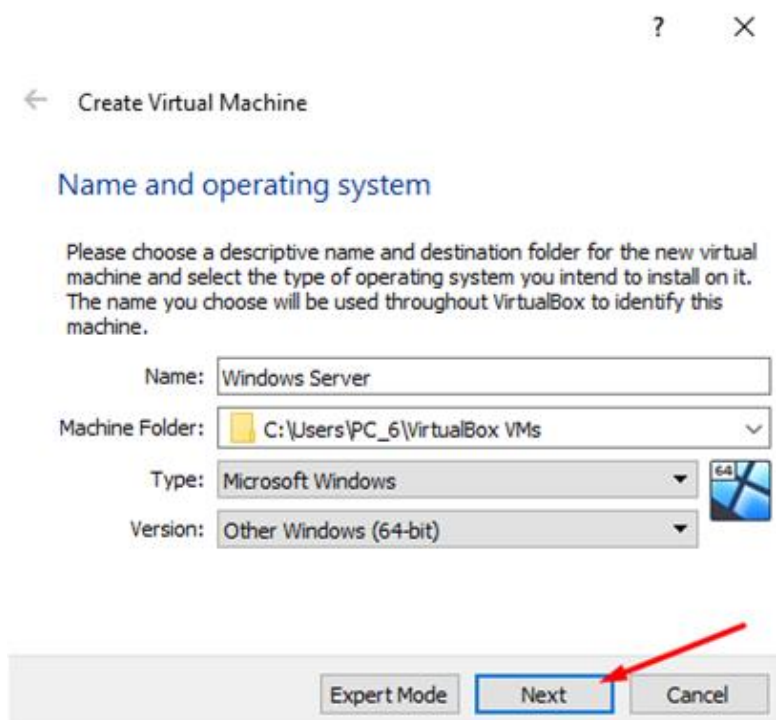 ?
Create Virtual Machine
Name and operating system
Please choose a descriptive name and destination folder for the new virtual
machine and select the type of operating system you intend to install on it.
The name you choose will be used throughout VirtualBox to identify this
machine.
Name: Windows Server
Machine Folder: C:\Users\PC_6\VirtualBox VMs
Type: Microsoft Windows
64
Version: Other Windows (64-bit)
Expert Mode Next Cancel